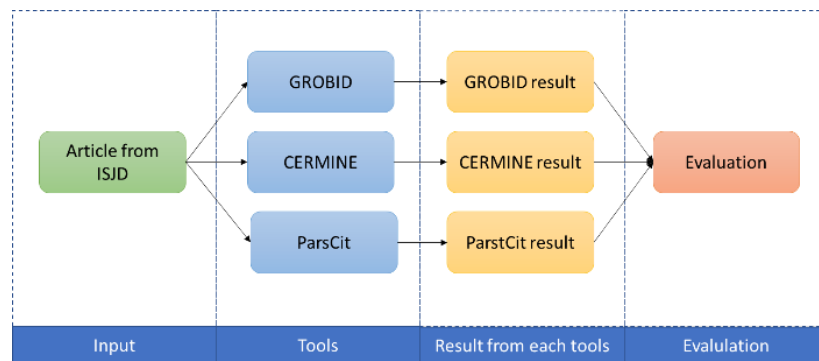 GROBID
GROBID result
Article from
ISJD
CERMINE
CERMINE result
Evaluation
ParsCit
ParstCit result
Input
Tools
Result from each tools
Evalulation